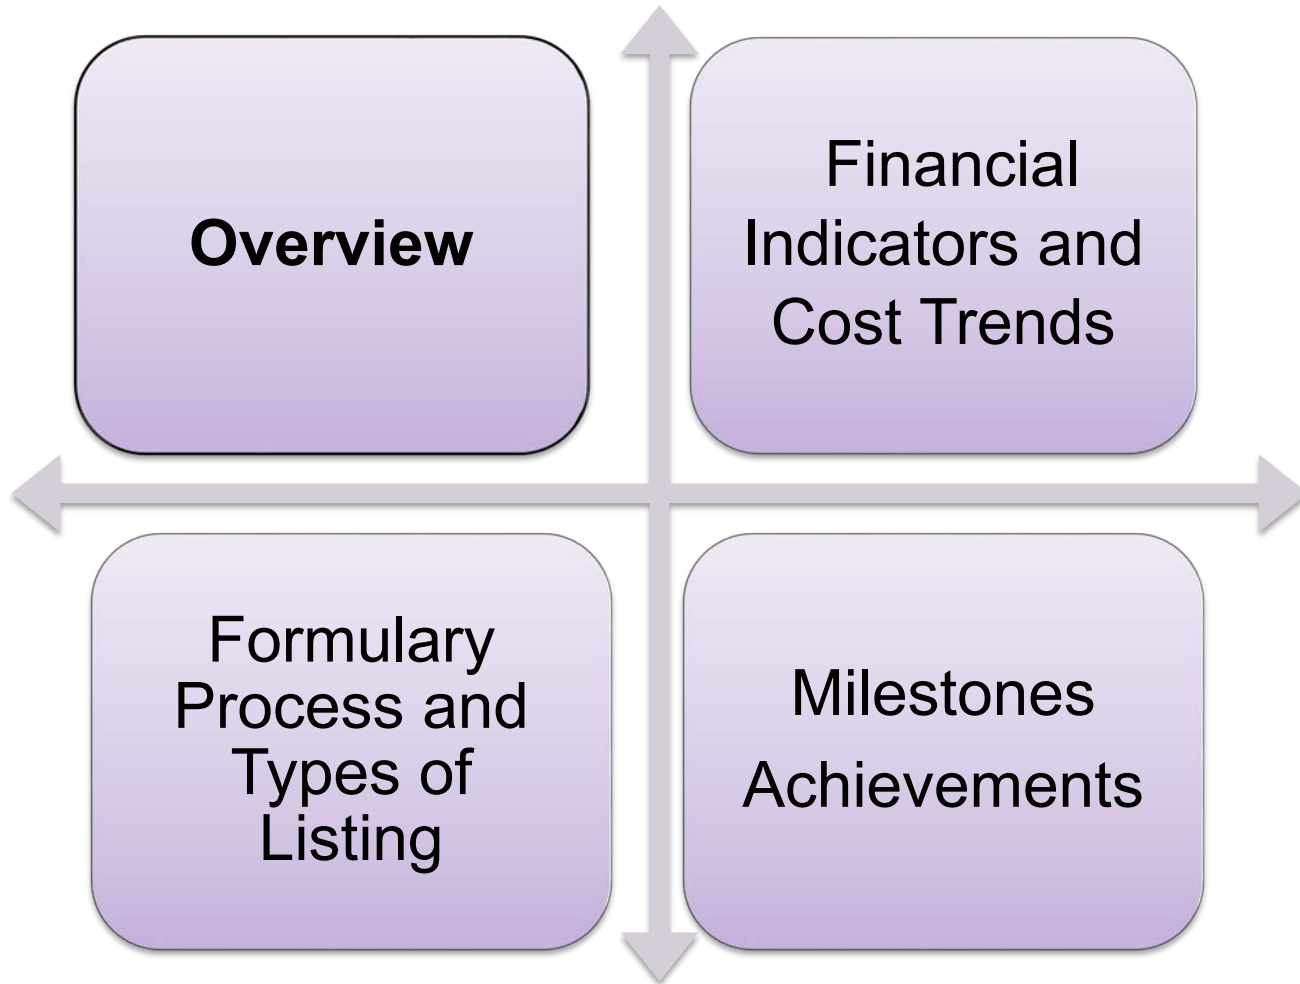 Overview
Financial
Indicators and
Cost Trends
Formulary
Process and
Types of
Listing
Milestones
Achievements